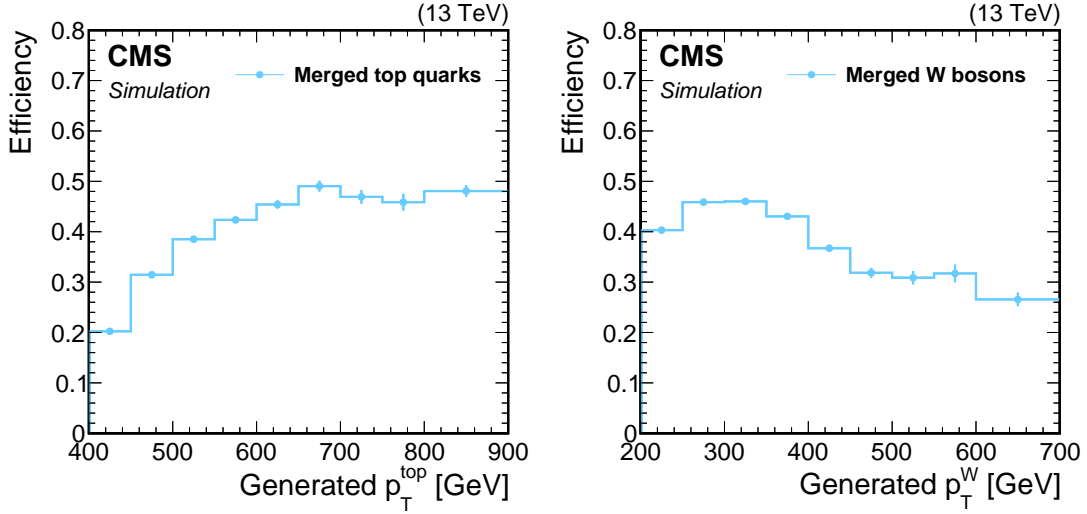 (13 TeV)
CMS
Simulation
Merged top quarks
Efficiency
0.8
0.7
0.6
0.5
0.4
0.3
0.2
0.1
0
400 500 600 700 800 900
Generated p_T^top [GeV]
(13 TeV)
CMS
Simulation
Merged W bosons
Efficiency
0.8
0.7
0.6
0.5
0.4
0.3
0.2
0.1
0
200 300 400 500 600 700
Generated p_T^W [GeV]